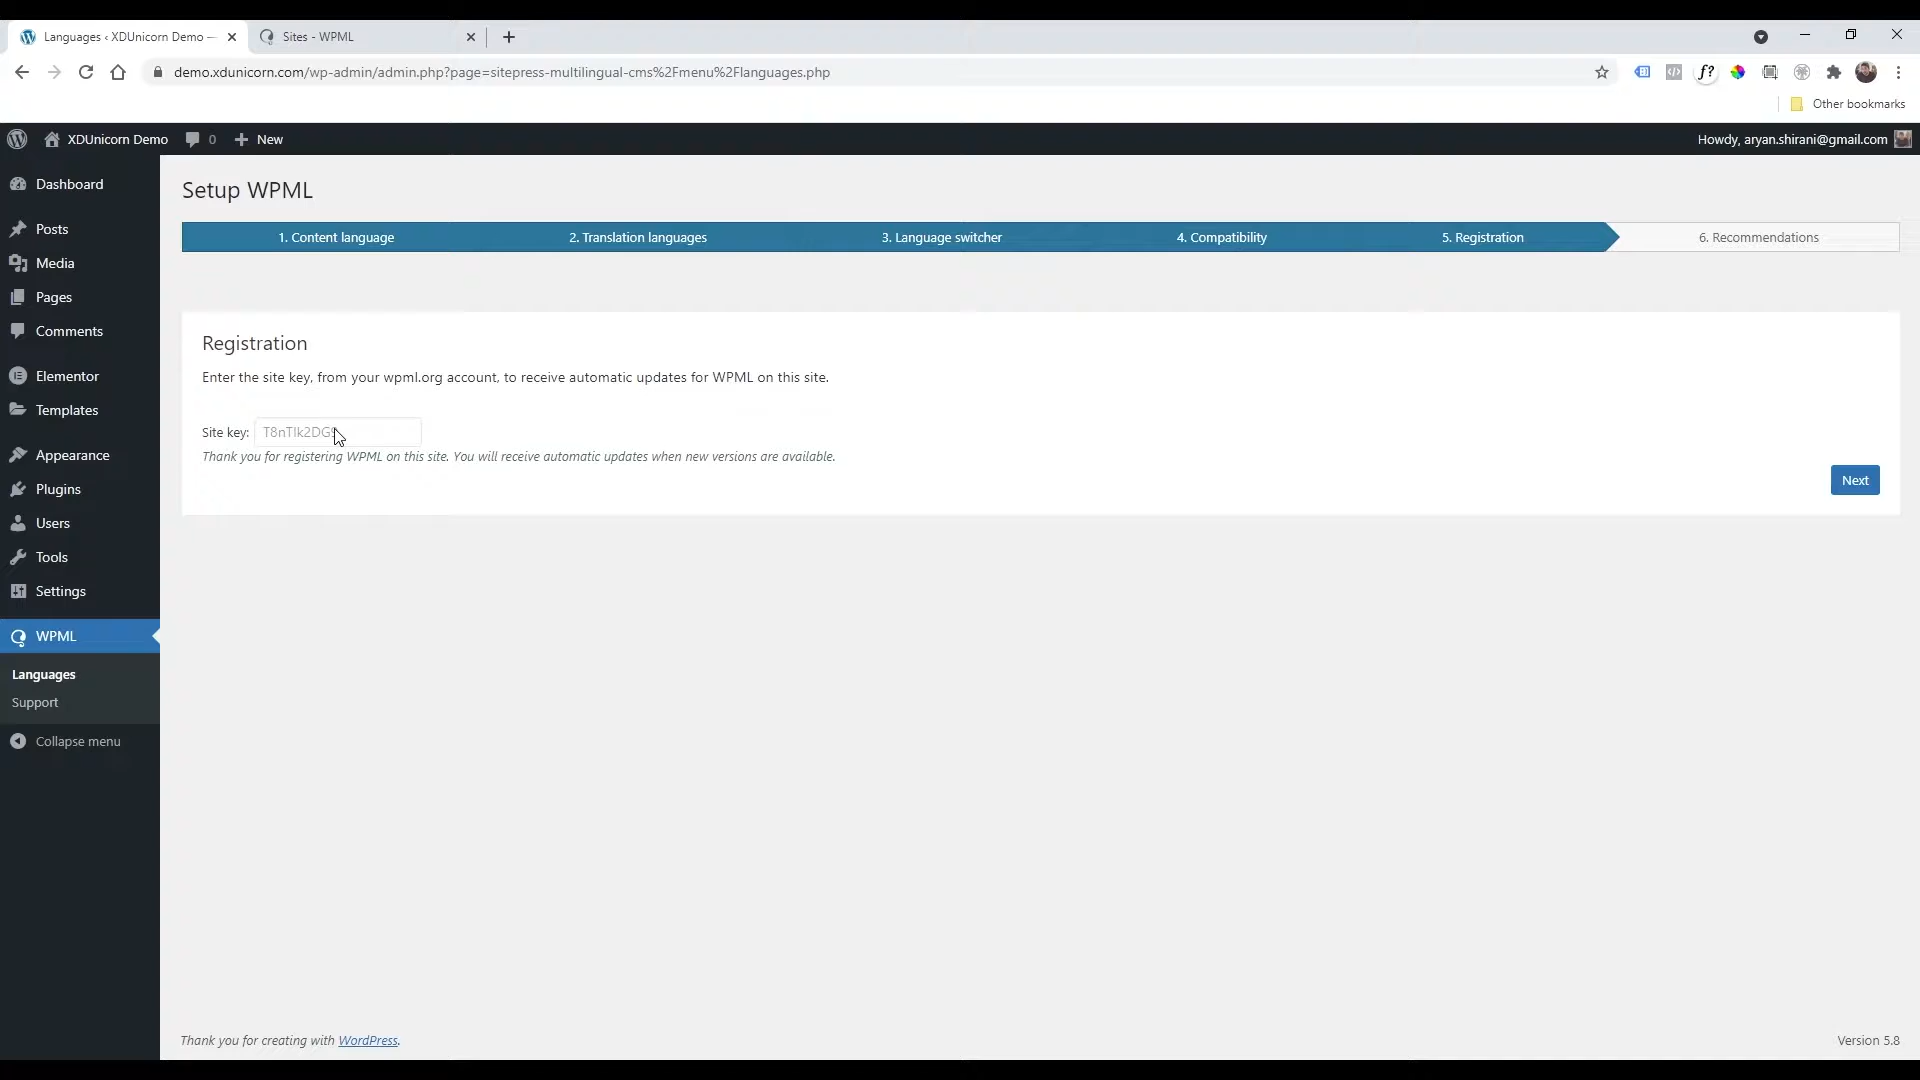 Languages ‹ XDUnicorn Demo —
Sites - WPML
demo.xdunicorn.com/wp-admin/admin.php?page=sitepress-multilingual-cms%2Fmenu%2Flanguages.php
f?
Other bookmarks
XDUnicorn Demo
0
New
Howdy, aryan.shirani@gmail.com
Dashboard
Posts
Media
Pages
Comments
Elementor
Templates
Appearance
Plugins
Users
Tools
Settings
WPML
Languages
Support
Collapse menu
Setup WPML
1. Content language
2. Translation languages
3. Language switcher
4. Compatibility
5. Registration
6. Recommendations
Registration
Enter the site key, from your wpml.org account, to receive automatic updates for WPML on this site.
Site key:
Thank you for registering WPML on this site. You will receive automatic updates when new versions are available.
Next
Thank you for creating with WordPress.
Version 5.8